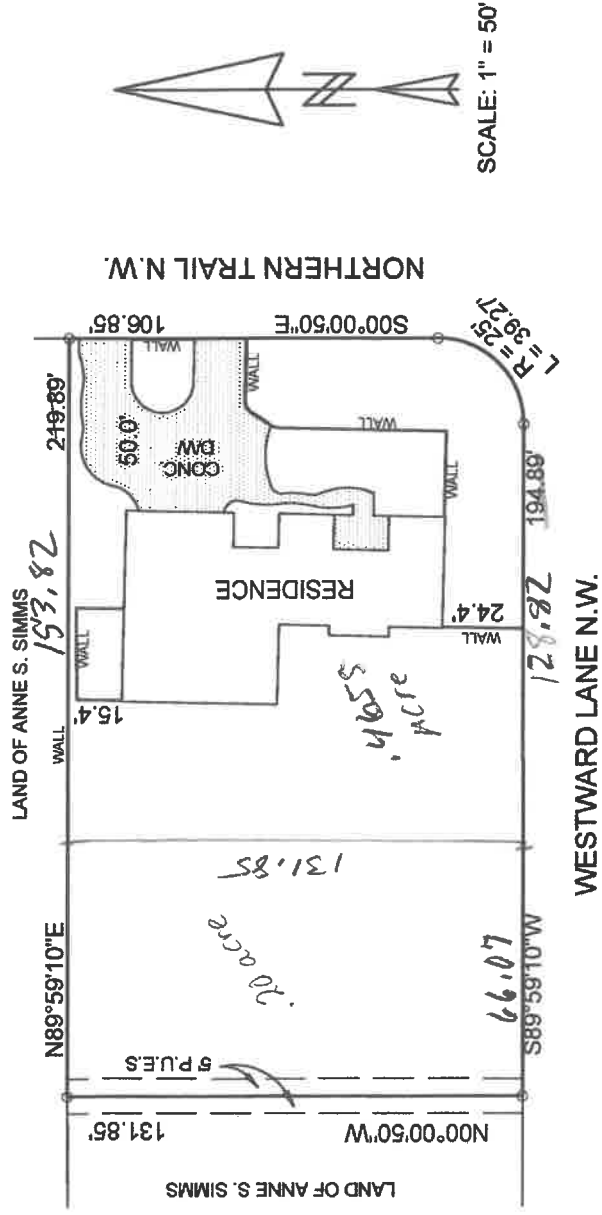 LAND OF ANNE S. SIMMS
153.82
N89°59'10"E
219.89'
WALL
WALL
15.4'
50.0'
CONC
DW
WALL
WALL
106.85'
S00°00'50"E
NORTHERN TRAIL N.W.
N
SCALE: 1" = 50'
RESIDENCE
WALL
WALL
24.4'
WALL
R = 25'
L = 39.27'
.4655
Acre
131.85
.20 acre
5' P.U.E.S
131.85'
N00°00'50"W
LAND OF ANNE S. SIMMS
66.07
S89°59'10"W
128.82
194.89'
WESTWARD LANE N.W.